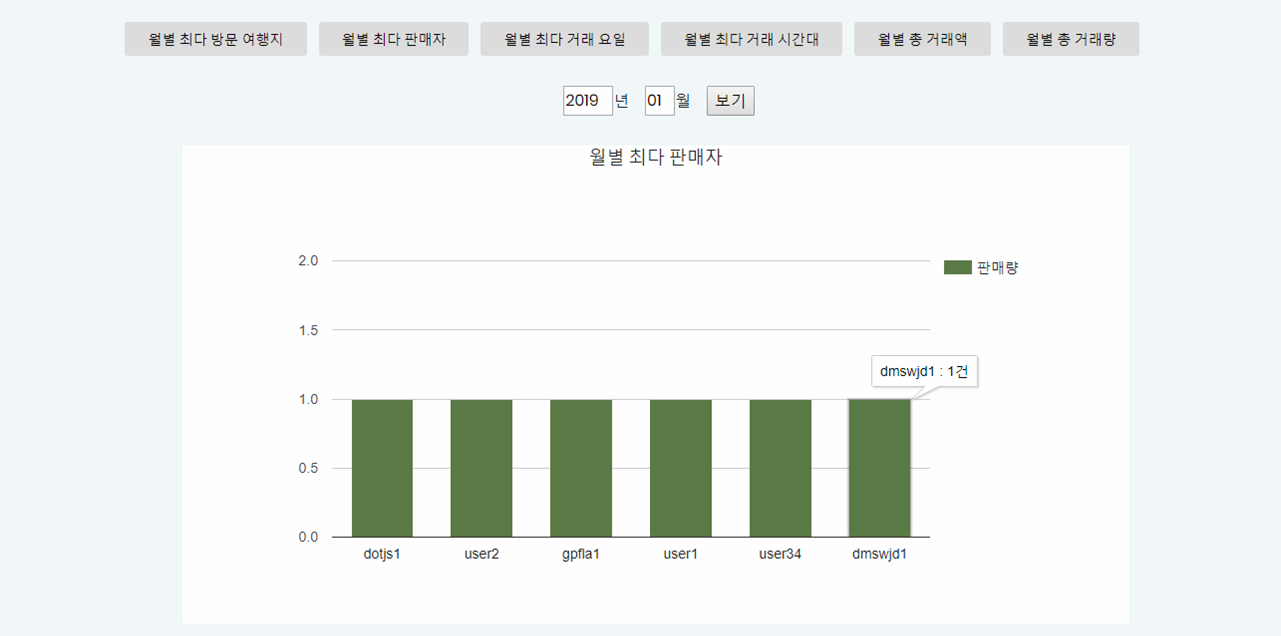 월별 최다 방문 여행지 월별 최다 판매자 월별 최다 거래 요일 월별 최다 거래 시간대 월별 총 거래액 월별 총 거래량
2019 년 01 월 보기
월별 최다 판매자
2.0
판매량
1.5
dmswjd1 : 1건
1.0
0.5
0.0
dotjs1 user2 gpfla1 user1 user34 dmswjd1